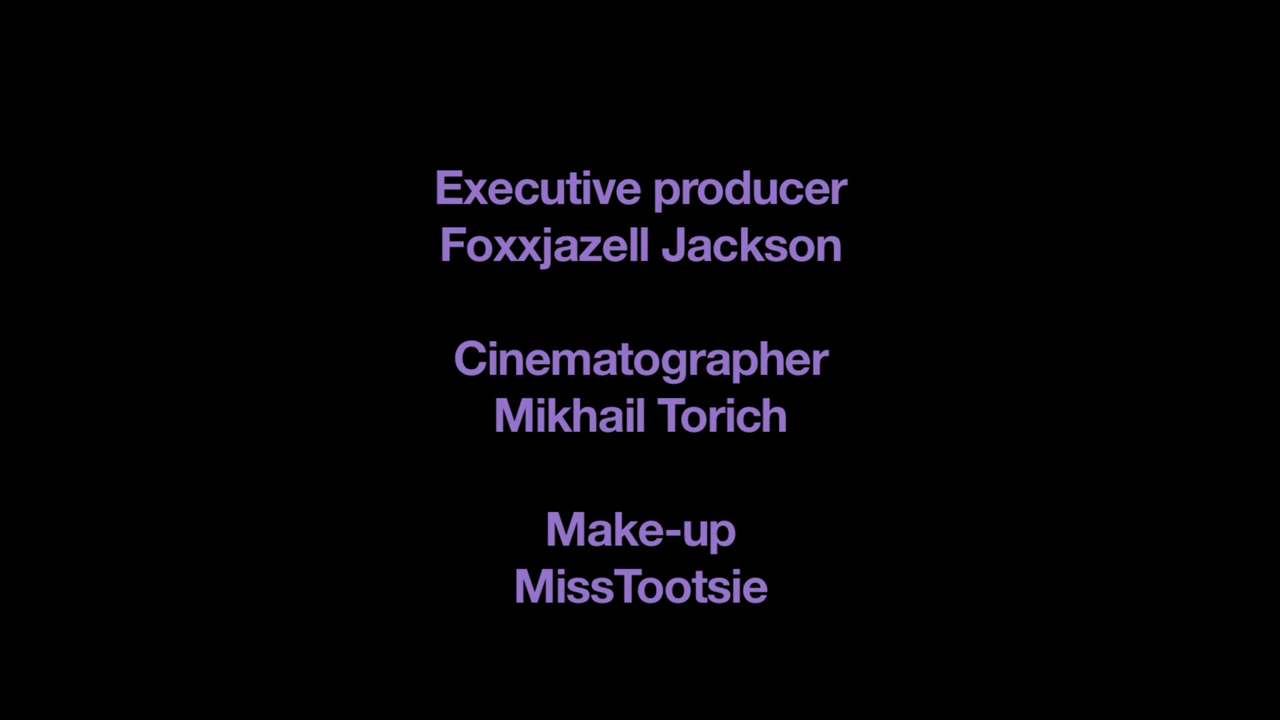 Executive producer
Foxxjazell Jackson
Cinematographer
Mikhail Torich
Make-up
MissTootsie